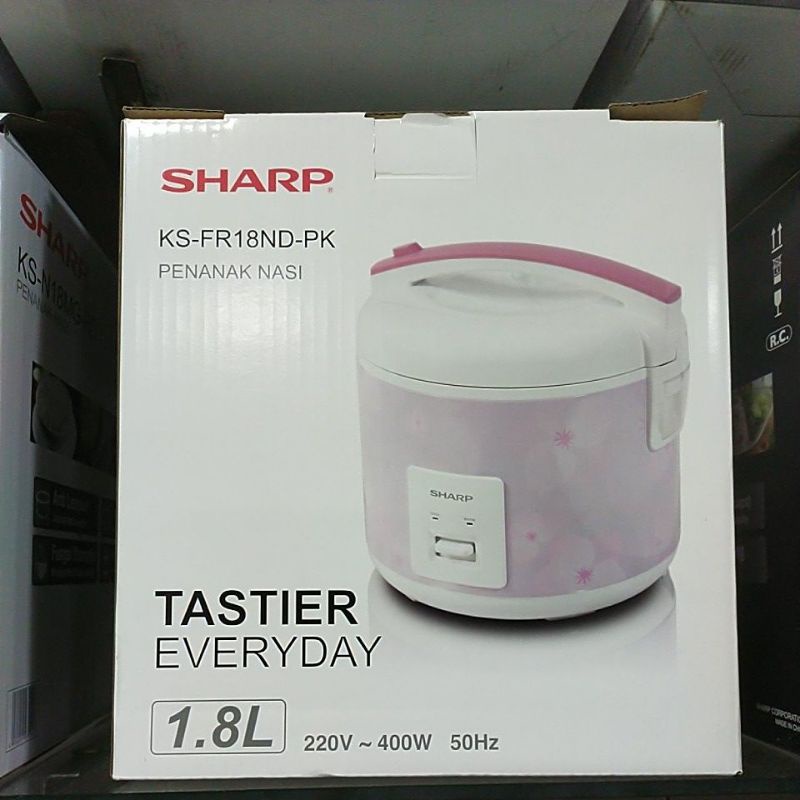 SHARP
KS-FR18ND-PK
PENANAK NASI
SHARP
TASTIER
EVERYDAY
1.8L
220V ~ 400W 50Hz
SHARP
R.C.